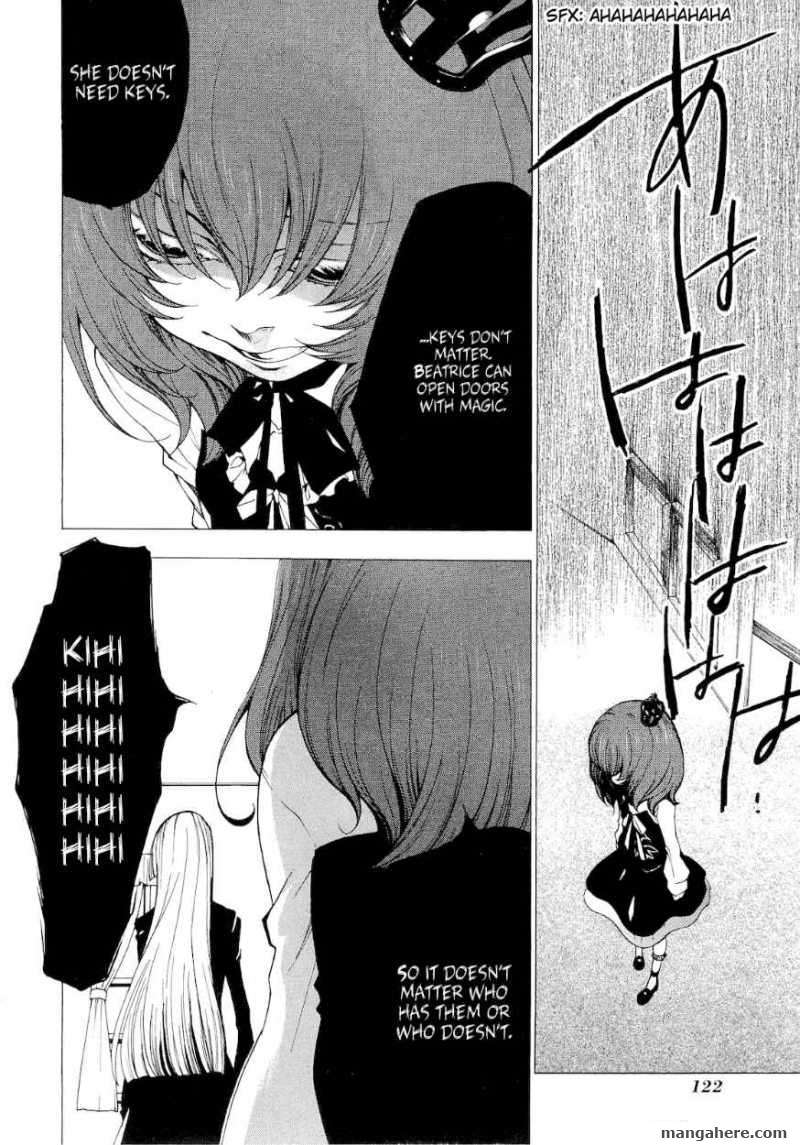 SFX: AHAHAHAHAHAHA
あははははははは!
SHE DOESN'T
NEED KEYS.
...KEYS DON'T
MATTER.
BEATRICE CAN
OPEN DOORS
WITH MAGIC.
SO IT DOESN'T
MATTER WHO
HAS THEM OR
WHO DOESN'T.
KIHI
HIHI
HIHI
HIHI
HIHI
HIHI
122
mangahere.com